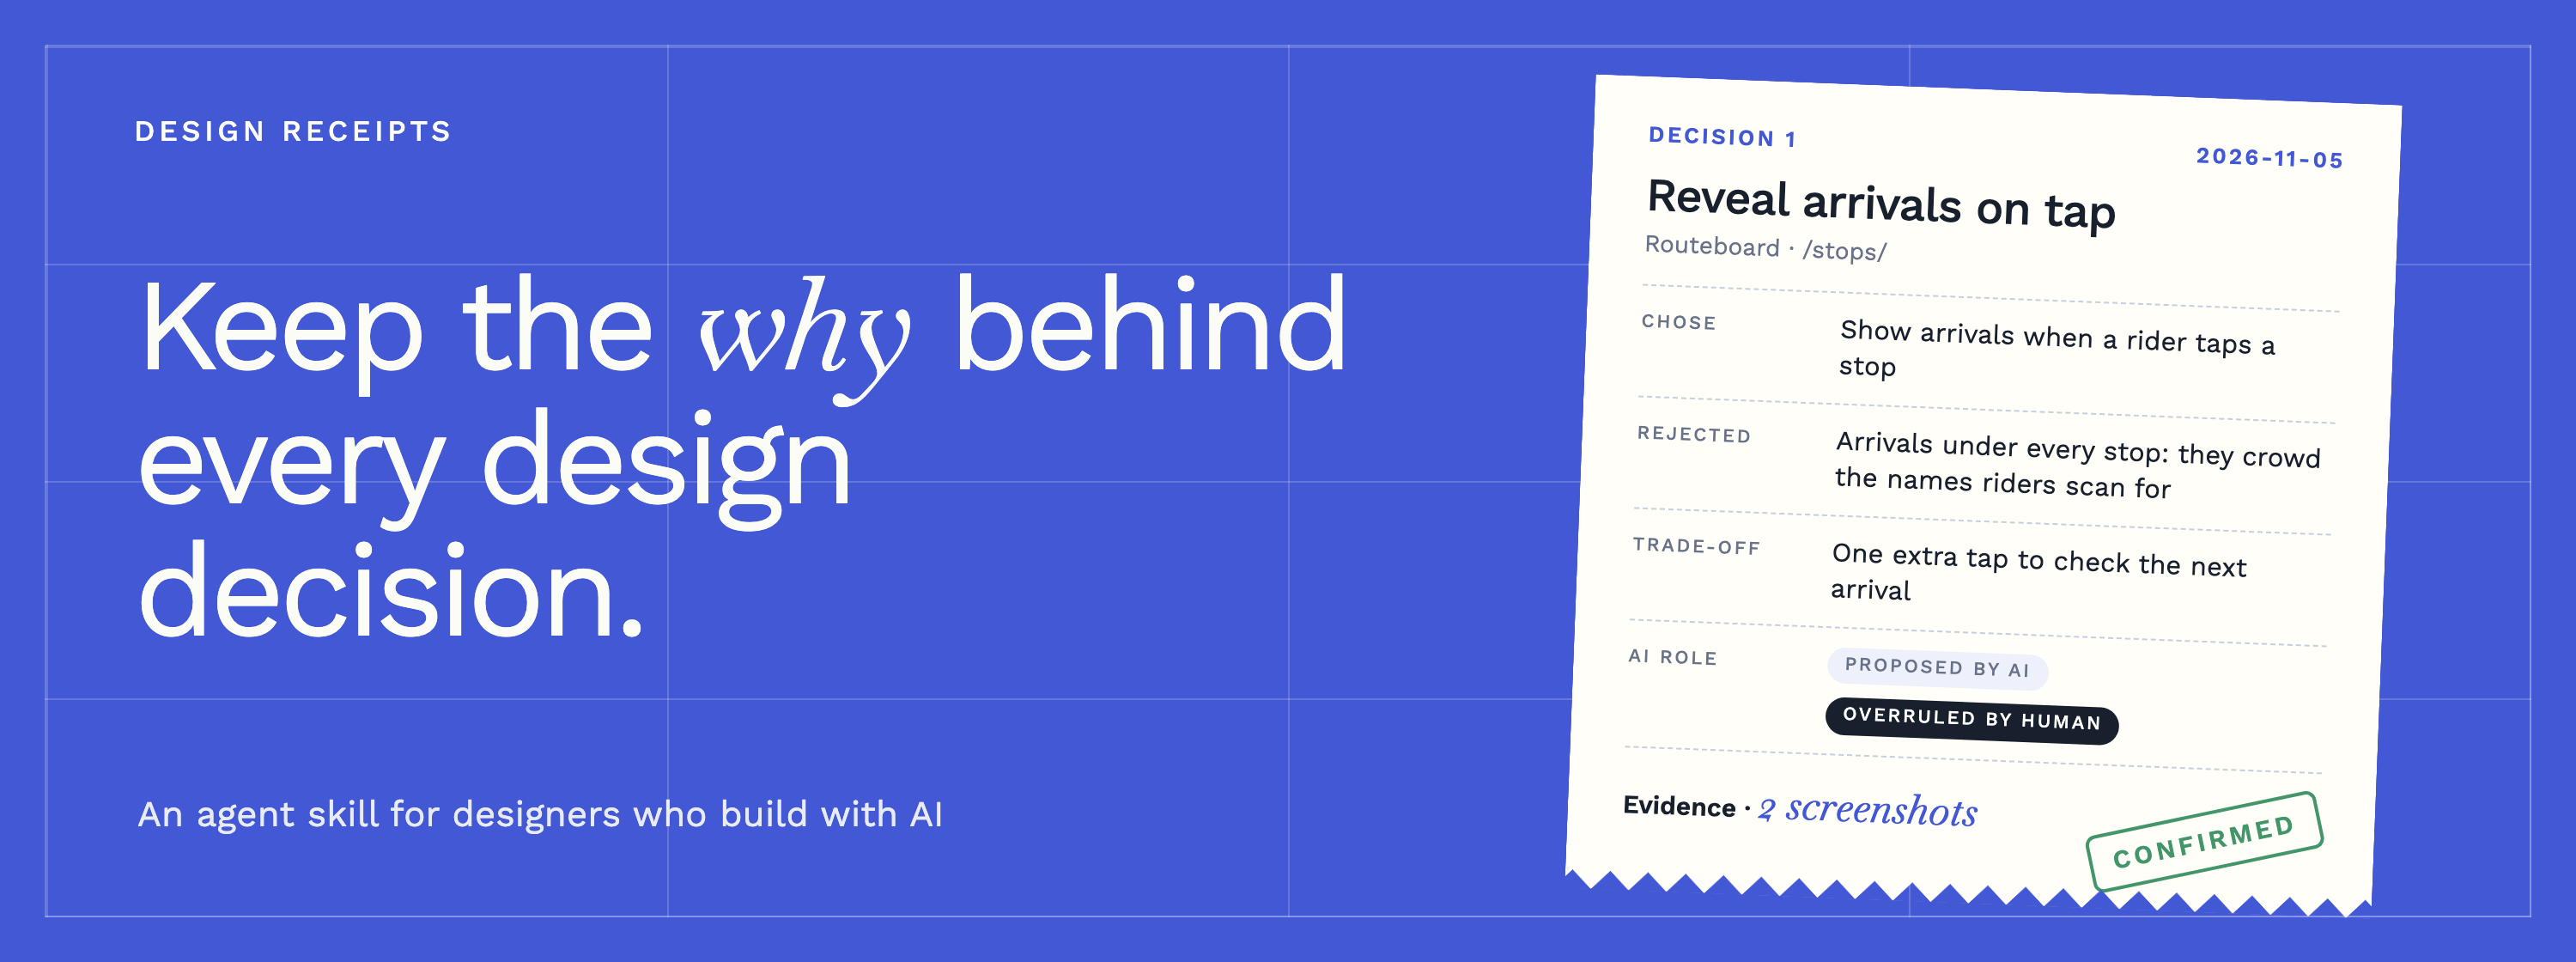 DESIGN RECEIPTS
Keep the why behind
every design
decision.
An agent skill for designers who build with AI
DECISION 1
2026-11-05
Reveal arrivals on tap
Routeboard · /stops/
CHOSE
Show arrivals when a rider taps a
stop
REJECTED
Arrivals under every stop: they crowd
the names riders scan for
TRADE-OFF
One extra tap to check the next
arrival
AI ROLE
PROPOSED BY AI
OVERRULED BY HUMAN
Evidence · 2 screenshots
CONFIRMED